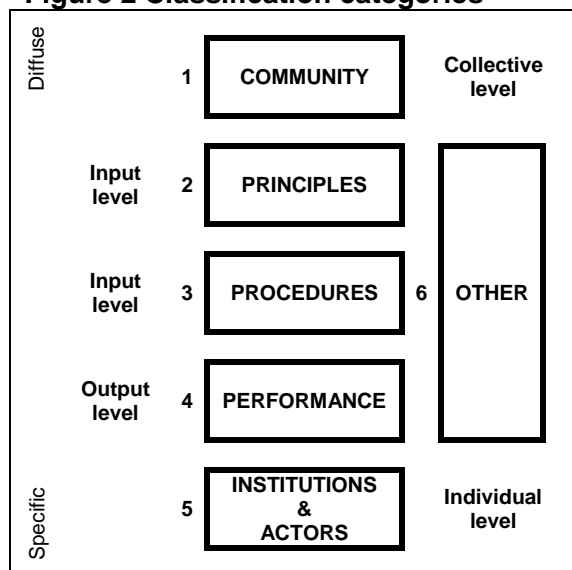 Figure 2 Classification categories
Diffuse
1 COMMUNITY
Collective
level
Input
level
2 PRINCIPLES
Input
level
3 PROCEDURES
6 OTHER
Output
level
4 PERFORMANCE
Specific
5 INSTITUTIONS
&
ACTORS
Individual
level